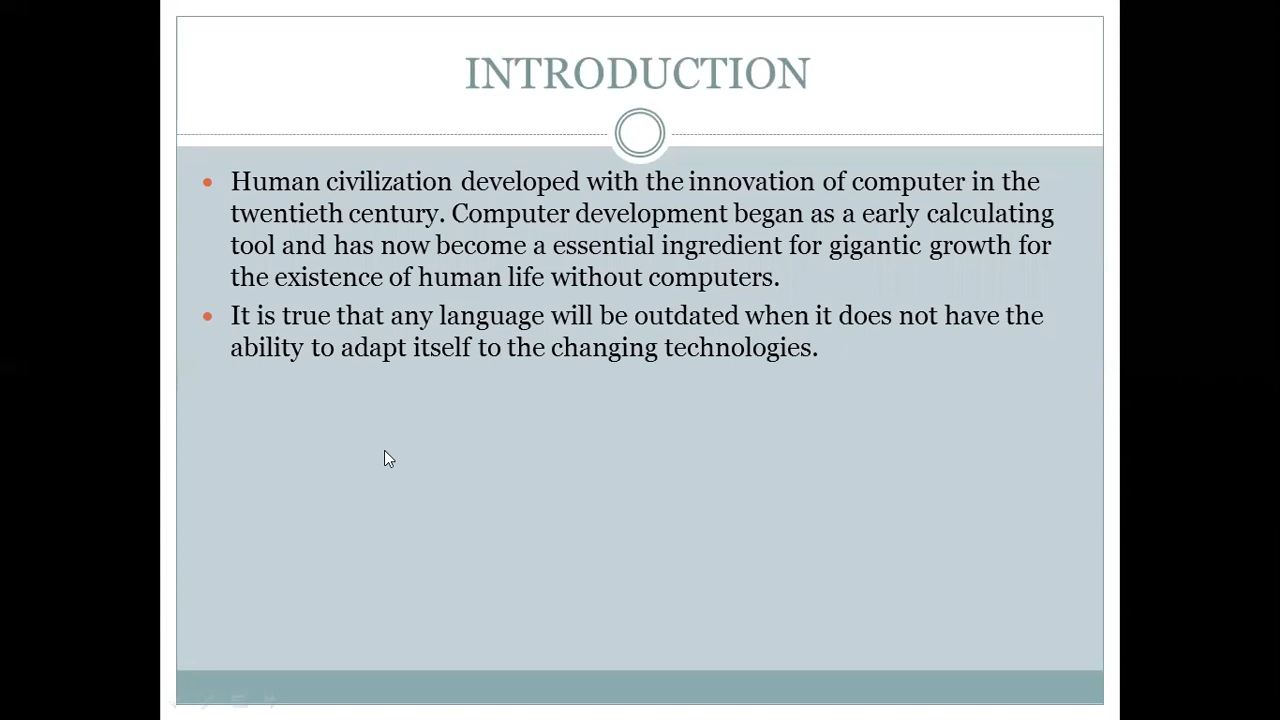 INTRODUCTION
Human civilization developed with the innovation of computer in the
twentieth century. Computer development began as a early calculating
tool and has now become a essential ingredient for gigantic growth for
the existence of human life without computers.
It is true that any language will be outdated when it does not have the
ability to adapt itself to the changing technologies.